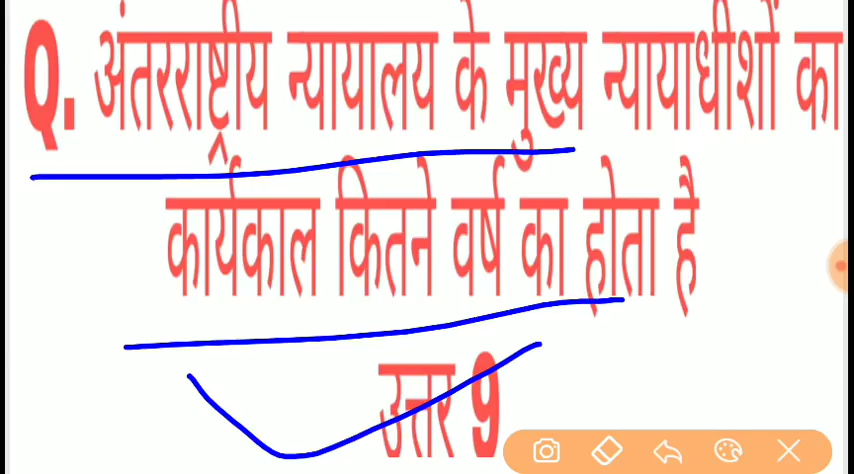 Q. अंतरराष्ट्रीय न्यायालय के मुख्य न्यायाधीशों का
कार्यकाल कितने वर्ष का होता है
उत्तर 9